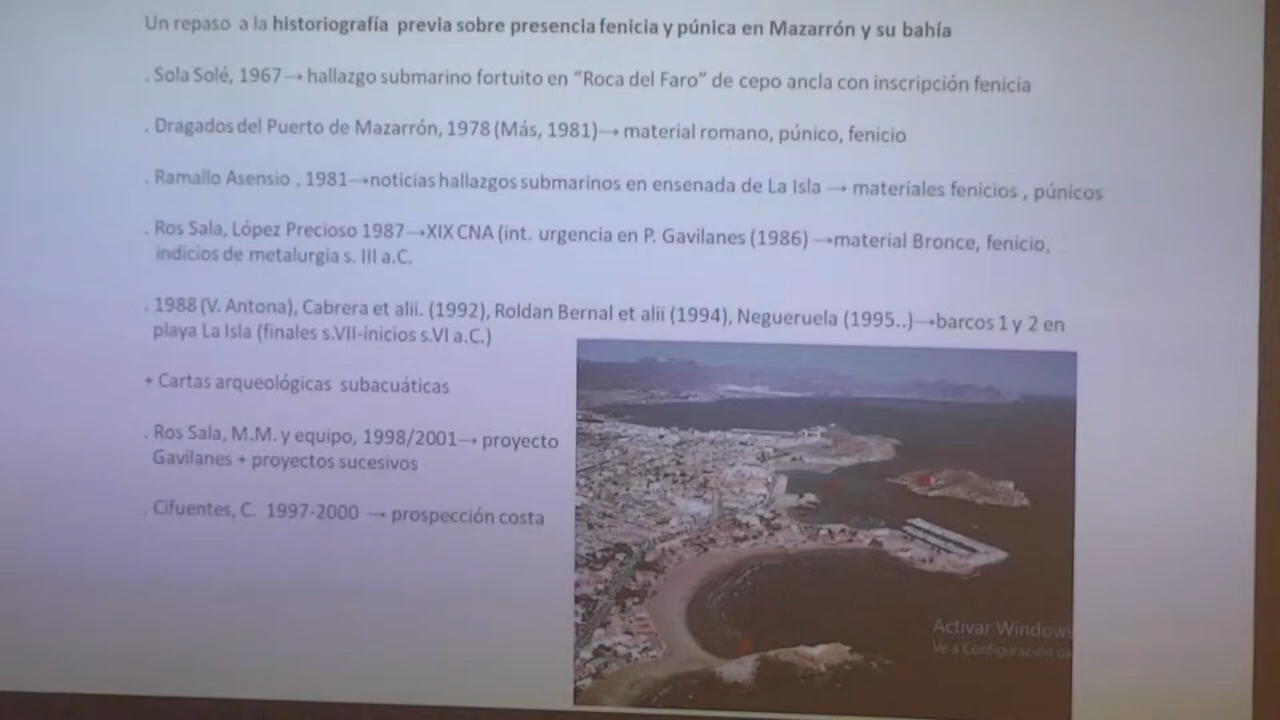 Un repaso a la historiografía previa sobre presencia fenicia y púnica en Mazarrón y su bahía
. Sola Solé, 1967→ hallazgo submarino fortuito en “Roca del Faro” de cepo ancla con inscripción fenicia
. Dragados del Puerto de Mazarrón, 1978 (Más, 1981)→ material romano, púnico, fenicio
. Ramallo Asensio , 1981→noticias hallazgos submarinos en ensenada de La Isla → materiales fenicios , púnicos
. Ros Sala, López Precioso 1987→XIX CNA (int. urgencia en P. Gavilanes (1986) →material Bronce, fenicio,
indicios de metalurgia s. III a.C.
. 1988 (V. Antona), Cabrera et alii. (1992), Roldan Bernal et alii (1994), Negueruela (1995..)→barcos 1 y 2 en
playa La Isla (finales s.VII-inicios s.VI a.C.)
+ Cartas arqueológicas subacuáticas
. Ros Sala, M.M. y equipo, 1998/2001→ proyecto
Gavilanes + proyectos sucesivos
. Cifuentes, C. 1997-2000 → prospección costa
Activar Windows
Ve a Configuración pa